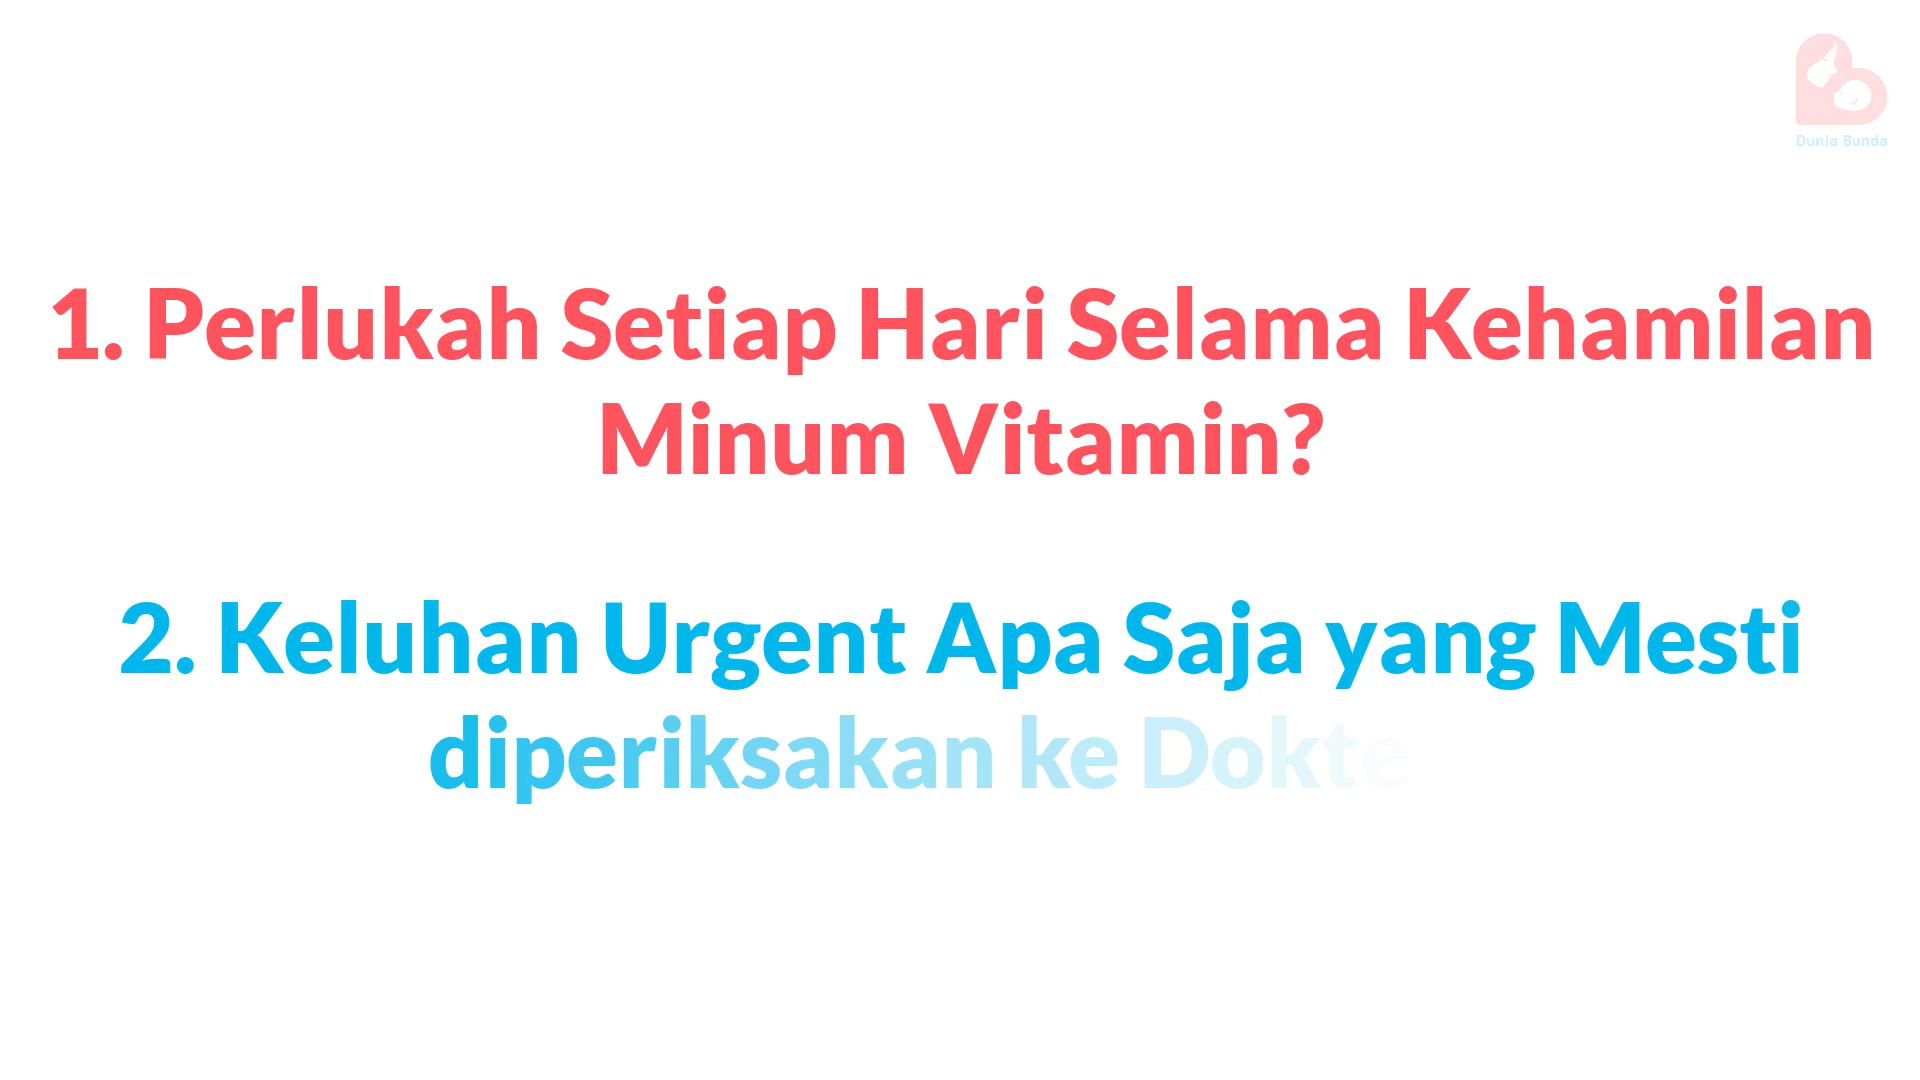 Dunia Bunda
1. Perlukah Setiap Hari Selama Kehamilan
Minum Vitamin?
2. Keluhan Urgent Apa Saja yang Mesti
diperiksakan ke Dokte